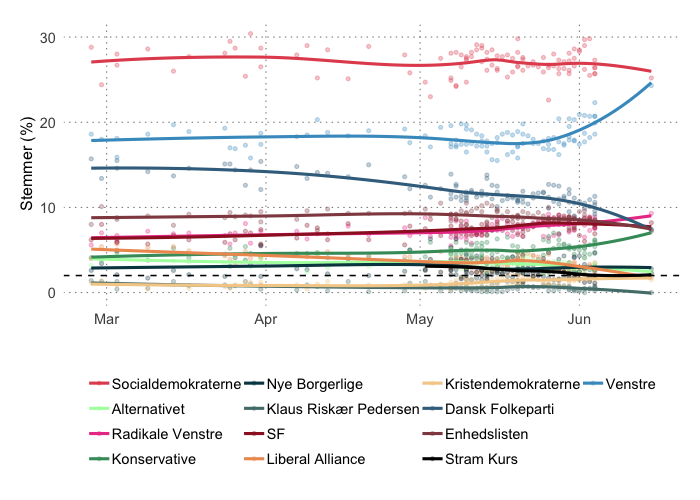 Stemmer (%)
30
20
10
0
Mar Apr May Jun
Socialdemokraterne Nye Borgerlige Kristendemokraterne Venstre
Alternativet Klaus Riskær Pedersen Dansk Folkeparti
Radikale Venstre SF Enhedslisten
Konservative Liberal Alliance Stram Kurs